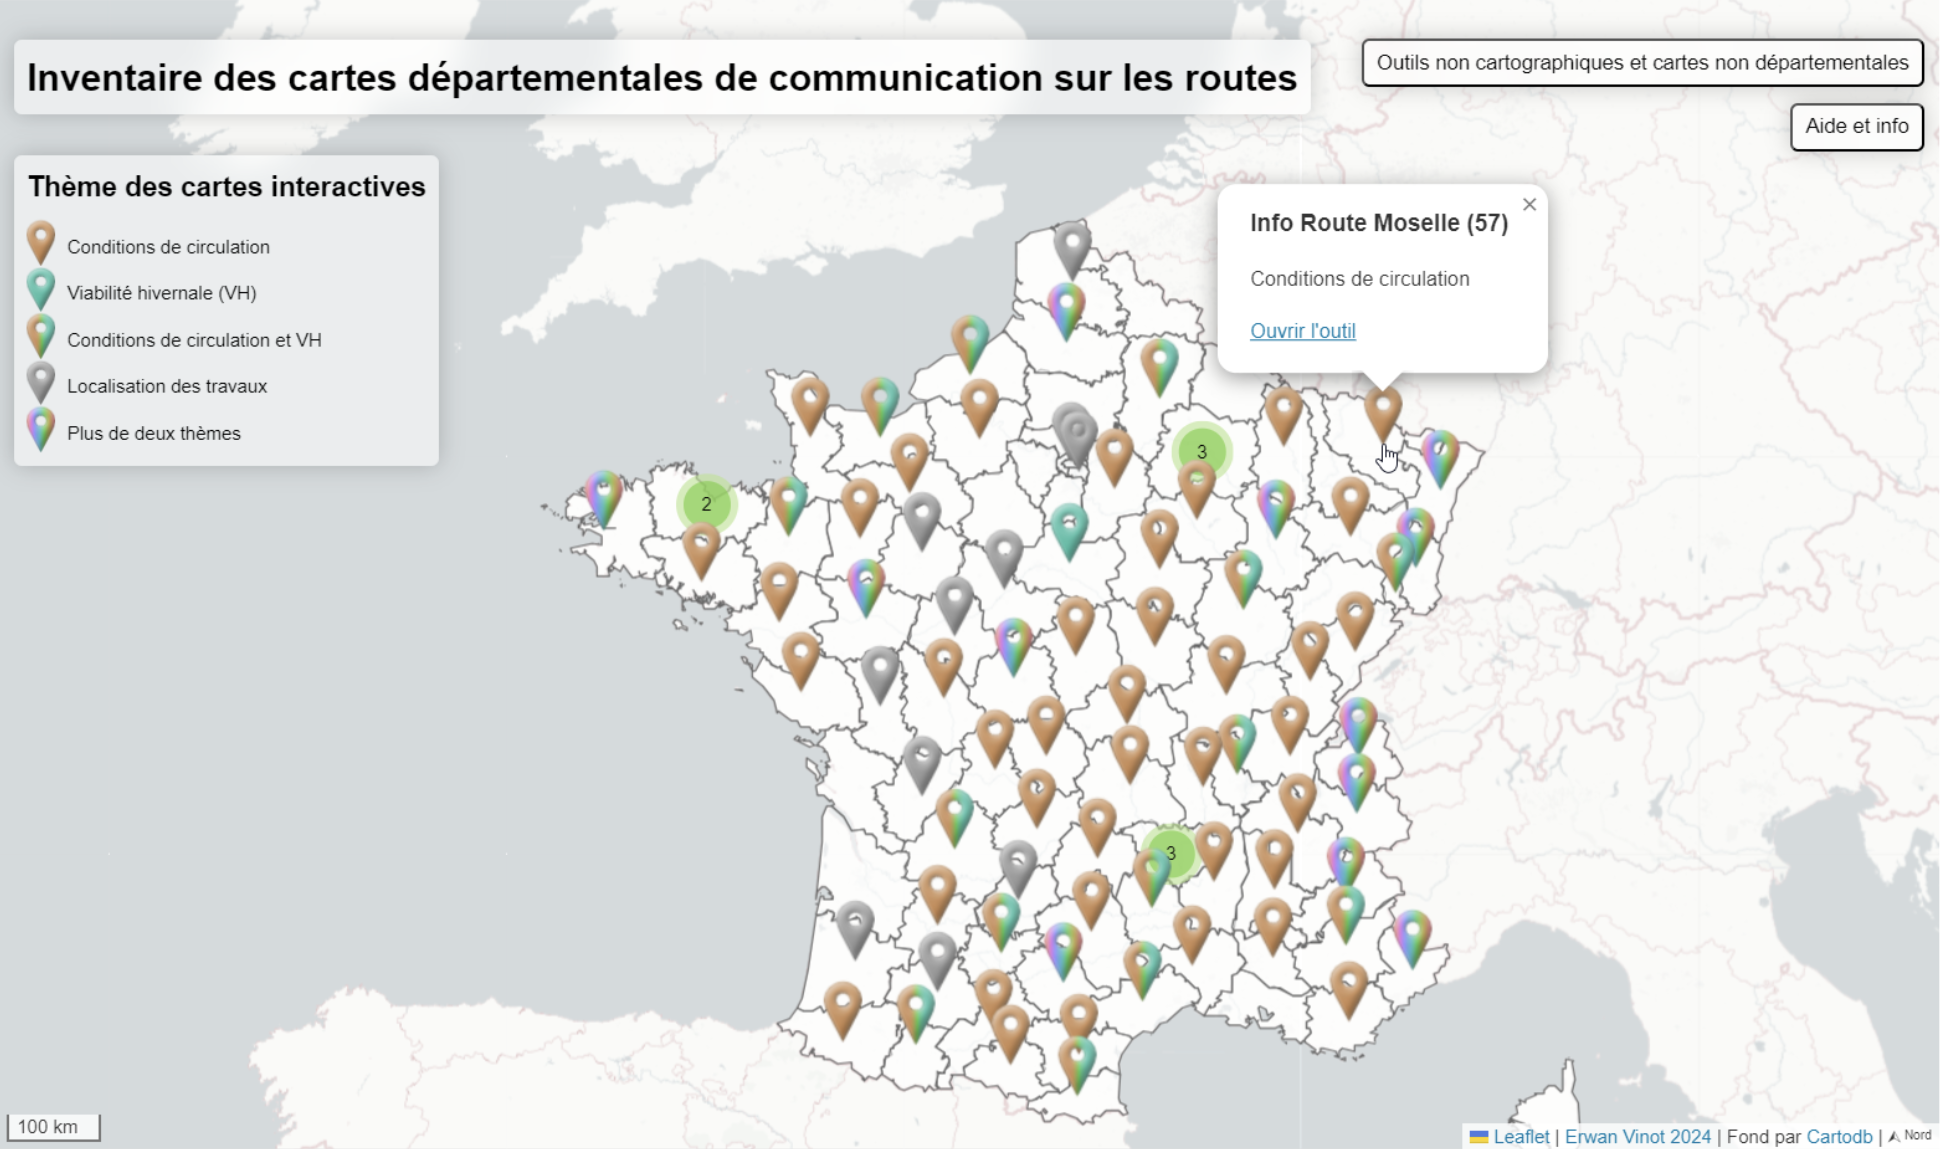 Inventaire des cartes départementales de communication sur les routes
Outils non cartographiques et cartes non départementales
Aide et info
Thème des cartes interactives
Conditions de circulation
Viabilité hivernale (VH)
Conditions de circulation et VH
Localisation des travaux
Plus de deux thèmes
×
Info Route Moselle (57)
Conditions de circulation
Ouvrir l'outil
3
2
3
100 km
Leaflet | Erwan Vinot 2024 | Fond par Cartodb | Nord